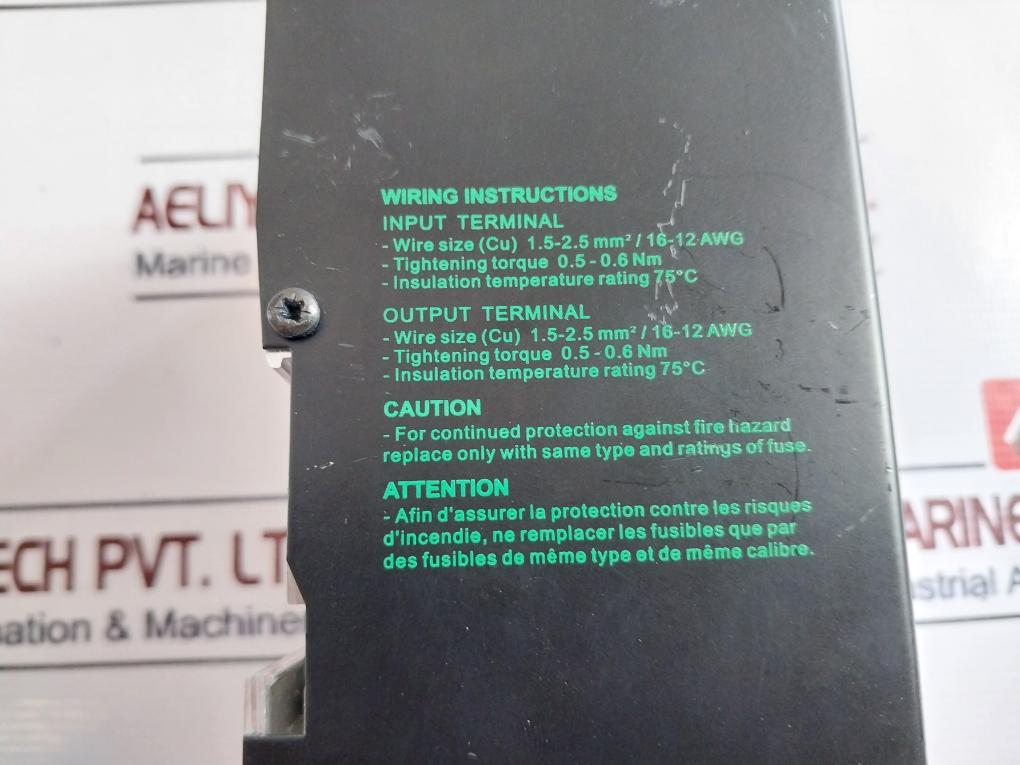 WIRING INSTRUCTIONS
INPUT TERMINAL
- Wire size (Cu) 1.5-2.5 mm² / 16-12 AWG
- Tightening torque 0.5 - 0.6 Nm
- Insulation temperature rating 75°C
OUTPUT TERMINAL
- Wire size (Cu) 1.5-2.5 mm² / 16-12 AWG
- Tightening torque 0.5 - 0.6 Nm
- Insulation temperature rating 75°C
CAUTION
- For continued protection against fire hazard
replace only with same type and ratings of fuse.
ATTENTION
- Afin d'assurer la protection contre les risques
d'incendie, ne remplacer les fusibles que par
des fusibles de même type et de même calibre.
AELIY
Marine
ECH PVT. LT
ation & Machine
ARINE
strial A